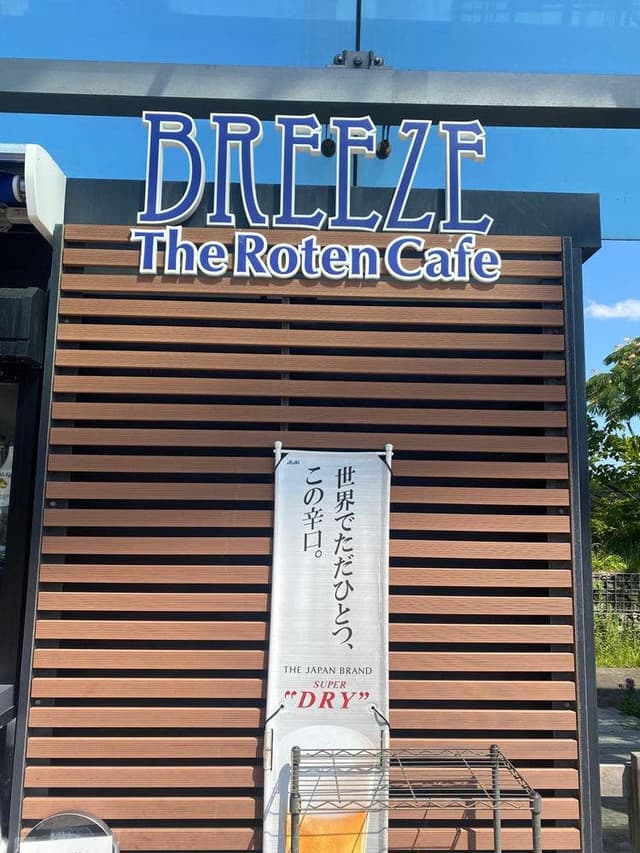 BREEZE
The Roten Cafe
Asahi
世界でただひとつ、
この辛口。
THE JAPAN BRAND
SUPER
"DRY"